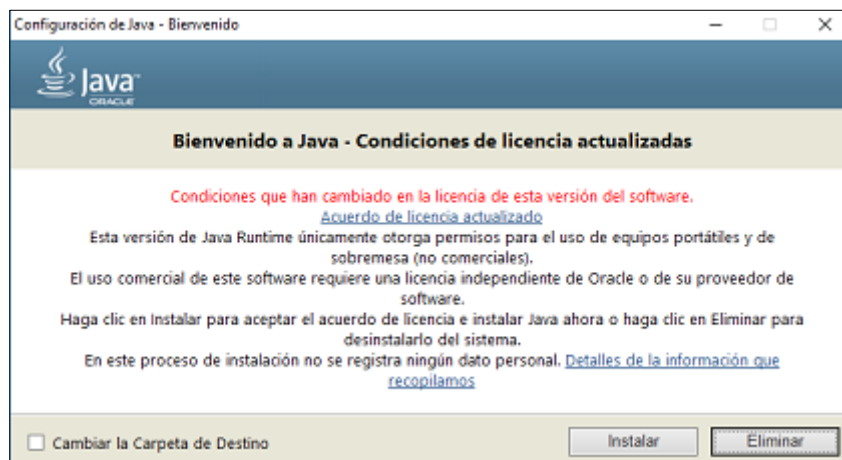 Configuración de Java - Bienvenido
Java
ORACLE
Bienvenido a Java - Condiciones de licencia actualizadas
Condiciones que han cambiado en la licencia de esta versión del software.
Acuerdo de licencia actualizado
Esta versión de Java Runtime únicamente otorga permisos para el uso de equipos portátiles y de
sobremesa (no comerciales).
El uso comercial de este software requiere una licencia independiente de Oracle o de su proveedor de
software.
Haga clic en Instalar para aceptar el acuerdo de licencia e instalar Java ahora o haga clic en Eliminar para
desinstalarlo del sistema.
En este proceso de instalación no se registra ningún dato personal. Detalles de la información que
recopilamos
Cambiar la Carpeta de Destino
Instalar
Eliminar